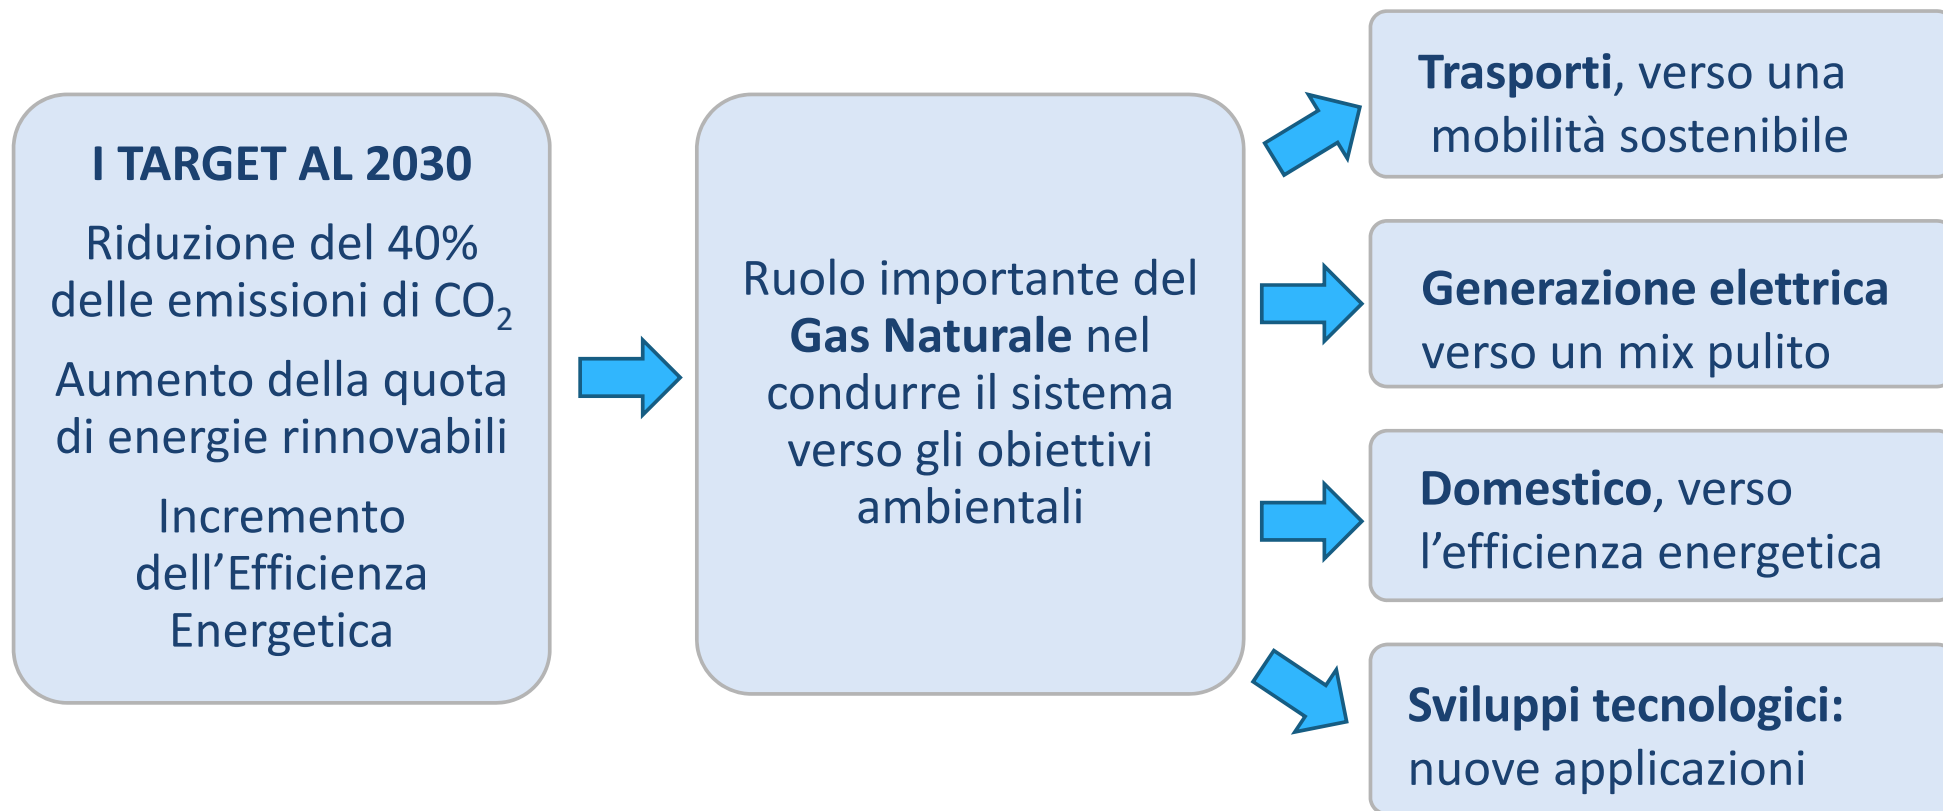 I TARGET AL 2030
Riduzione del 40%
delle emissioni di CO₂
Aumento della quota
di energie rinnovabili
Incremento
dell’Efficienza
Energetica
Ruolo importante del
Gas Naturale nel
condurre il sistema
verso gli obiettivi
ambientali
Trasporti, verso una
mobilità sostenibile
Generazione elettrica
verso un mix pulito
Domestico, verso
l’efficienza energetica
Sviluppi tecnologici:
nuove applicazioni